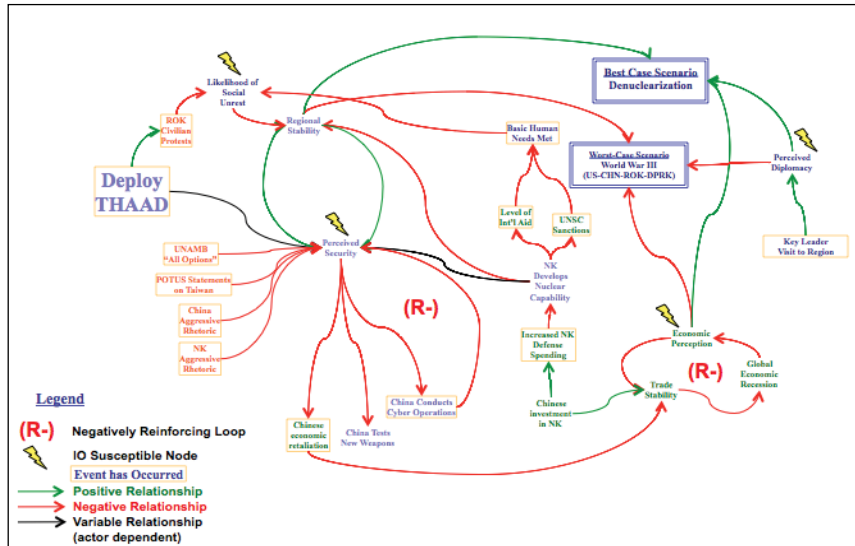 Best Case Scenario
Denuclearization
Likelihood of
Social
Unrest
ROK
Civilian
Protests
Regional
Stability
Basic Human
Needs Met
Worst-Case Scenario
World War III
(US-CHN-ROK-DPRK)
Perceived
Diplomacy
Deploy
THAAD
Level of
Int'l Aid
UNSC
Sanctions
Key Leader
Visit to Region
UNAMB
"All Options"
Perceived
Security
NK
Develops
Nuclear
Capability
POTUS Statements
on Taiwan
China
Aggressive
Rhetoric
NK
Aggressive
Rhetoric
(R-)
Increased NK
Defense
Spending
Economic
Perception
(R-)
Global
Economic
Recession
Trade
Stability
Chinese
investment
in NK
China Conducts
Cyber Operations
Chinese
economic
retaliation
China Tests
New Weapons
Legend
(R-) Negatively Reinforcing Loop
IO Susceptible Node
Event has Occurred
Positive Relationship
Negative Relationship
Variable Relationship
(actor dependent)